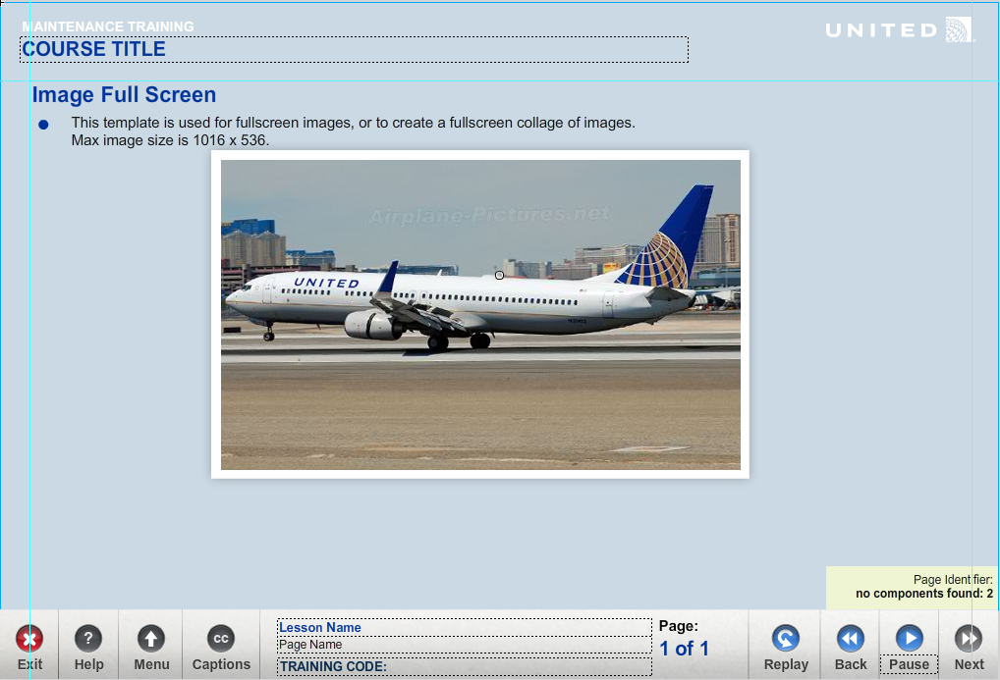 MAINTENANCE TRAINING
COURSE TITLE
UNITED
Image Full Screen
This template is used for fullscreen images, or to create a fullscreen collage of images.
Max image size is 1016 x 536.
Airplane-Pictures.net
UNITED
Page Identifier:
no components found: 2
Exit
?
Help
Menu
cc
Captions
Lesson Name
Page Name
TRAINING CODE:
Page:
1 of 1
Replay
Back
Pause
Next